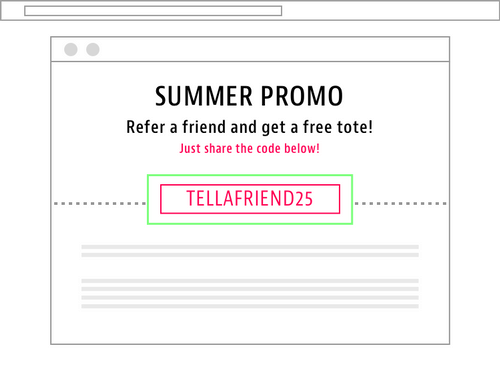 SUMMER PROMO
Refer a friend and get a free tote!
Just share the code below!
TELLAFRIEND25